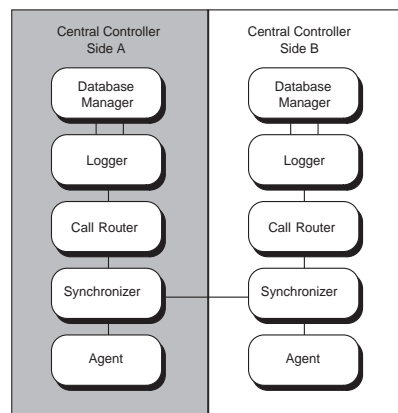 Central Controller
Side A
Database
Manager
Logger
Call Router
Synchronizer
Agent
Central Controller
Side B
Database
Manager
Logger
Call Router
Synchronizer
Agent